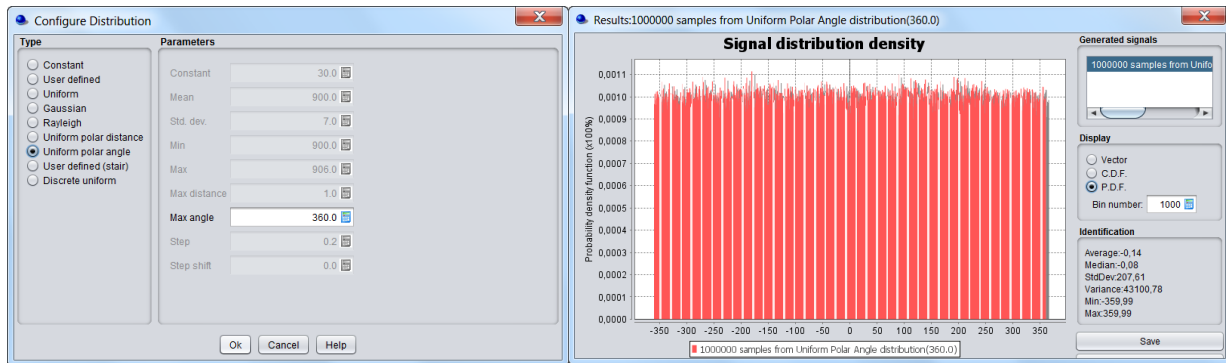 Configure Distribution
Type
Constant
User defined
Uniform
Gaussian
Rayleigh
Uniform polar distance
Uniform polar angle
User defined (stair)
Discrete uniform
Parameters
Constant 30.0
Mean 900.0
Std. dev. 7.0
Min 900.0
Max 906.0
Max distance 1.0
Max angle 360.0
Step 0.2
Step shift 0.0
Ok Cancel Help
Results:1000000 samples from Uniform Polar Angle distribution(360.0)
Signal distribution density
Probability density function (x100%)
0,0011
0,0010
0,0009
0,0008
0,0007
0,0006
0,0005
0,0004
0,0003
0,0002
0,0001
0,0000
-350 -300 -250 -200 -150 -100 -50 0 50 100 150 200 250 300 350
1000000 samples from Uniform Polar Angle distribution(360.0)
Generated signals
1000000 samples from Unifo
Display
Vector
C.D.F.
P.D.F.
Bin number: 1000
Identification
Average:-0,14
Median:-0,08
StdDev:207,61
Variance:43100,78
Min:-359,99
Max:359,99
Save